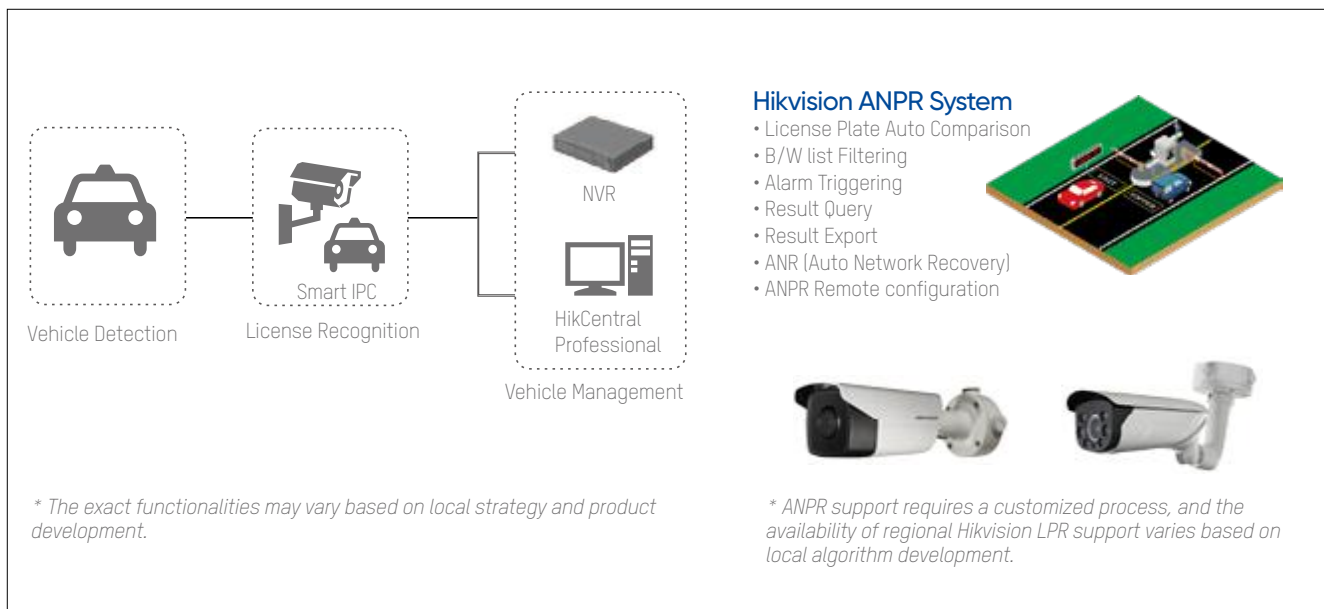 Vehicle Detection
Smart IPC
License Recognition
NVR
HikCentral
Professional
Vehicle Management
* The exact functionalities may vary based on local strategy and product
development.
Hikvision ANPR System
• License Plate Auto Comparison
• B/W list Filtering
• Alarm Triggering
• Result Query
• Result Export
• ANR (Auto Network Recovery)
• ANPR Remote configuration
* ANPR support requires a customized process, and the
availability of regional Hikvision LPR support varies based on
local algorithm development.